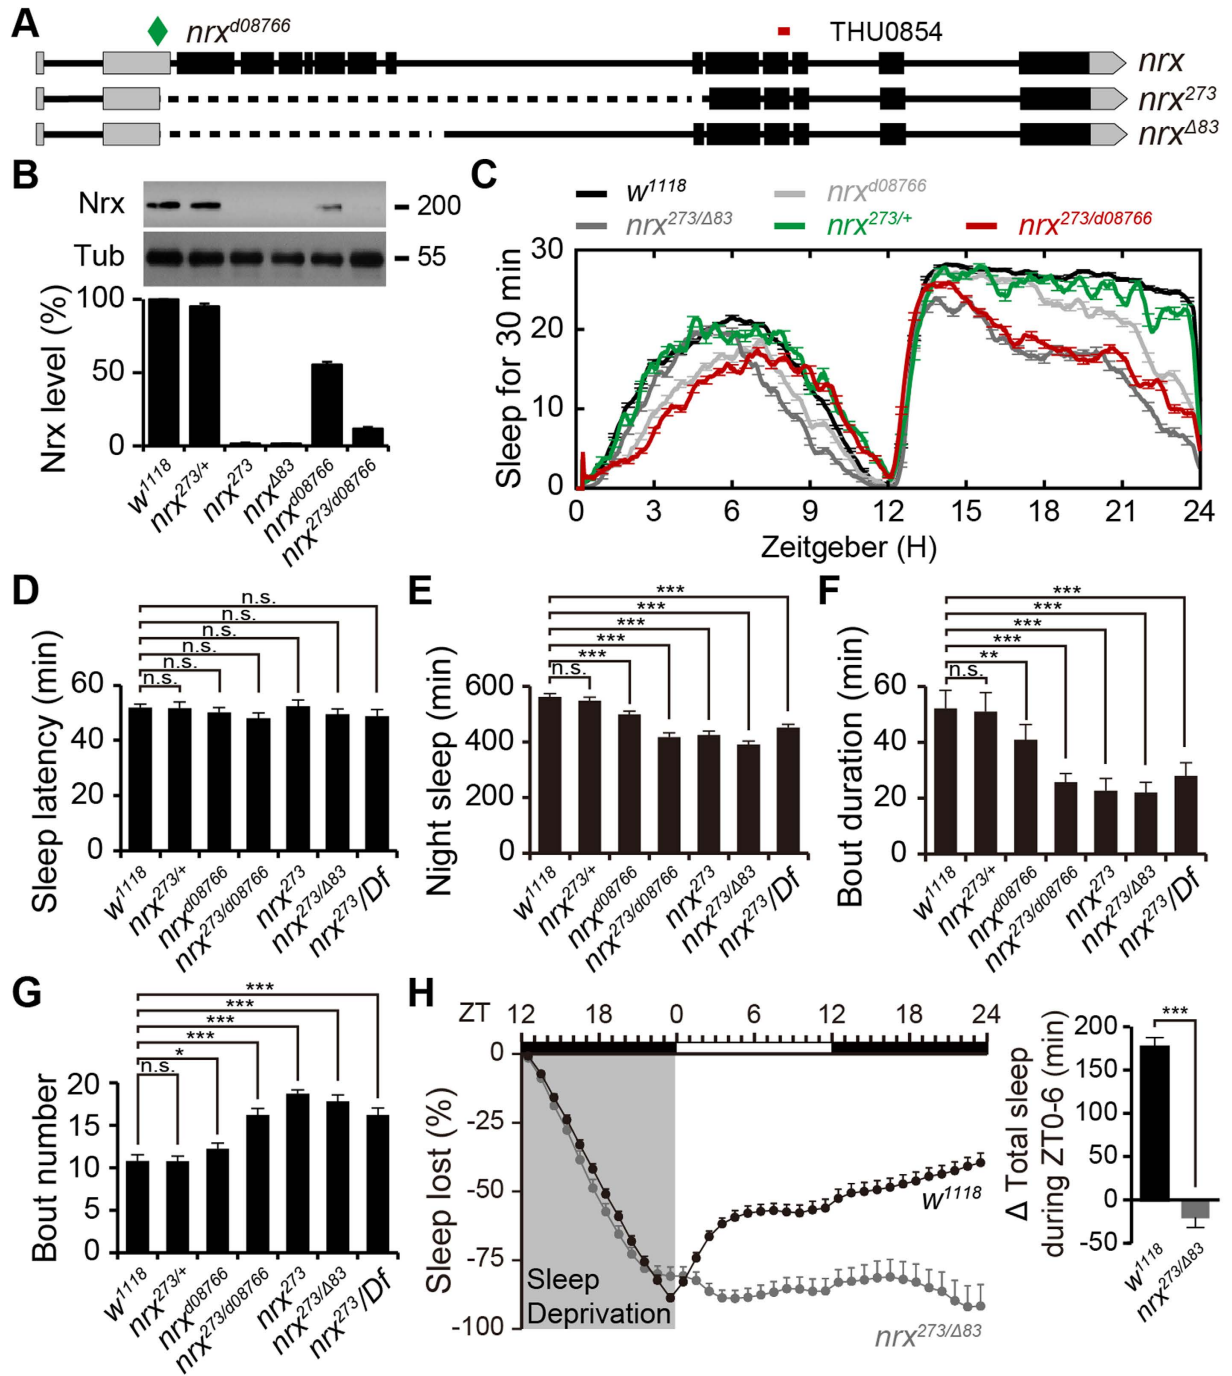 A
nrx^d08766
THU0854
nrx
nrx^273
nrx^Δ83
B
Nrx
200
Tub
55
Nrx level (%)
100
50
0
w^1118
nrx^273/+
nrx^273
nrx^Δ83
nrx^d08766
nrx^273/d08766
C
w^1118
nrx^d08766
nrx^273/Δ83
nrx^273/+
nrx^273/d08766
Sleep for 30 min
30
20
10
0
0 3 6 9 12 15 18 21 24
Zeitgeber (H)
D
n.s.
n.s.
n.s.
n.s.
n.s.
n.s.
Sleep latency (min)
60
40
20
0
w^1118
nrx^273/+
nrx^d08766
nrx^273/d08766
nrx^273
nrx^273/Δ83
nrx^273/Df
E
***
***
***
***
***
n.s.
Night sleep (min)
600
400
200
0
w^1118
nrx^273/+
nrx^d08766
nrx^273/d08766
nrx^273
nrx^273/Δ83
nrx^273/Df
F
***
***
***
***
**
n.s.
Bout duration (min)
60
40
20
0
w^1118
nrx^273/+
nrx^d08766
nrx^273/d08766
nrx^273
nrx^273/Δ83
nrx^273/Df
G
***
***
***
***
*
n.s.
Bout number
20
15
10
5
0
w^1118
nrx^273/+
nrx^d08766
nrx^273/d08766
nrx^273
nrx^273/Δ83
nrx^273/Df
H
ZT 12 18 0 6 12 18 24
Sleep lost (%)
0
-25
-50
-75
-100
Sleep
Deprivation
w^1118
nrx^273/Δ83
Δ Total sleep
during ZT0-6 (min)
***
200
150
100
50
0
-50
w^1118
nrx^273/Δ83